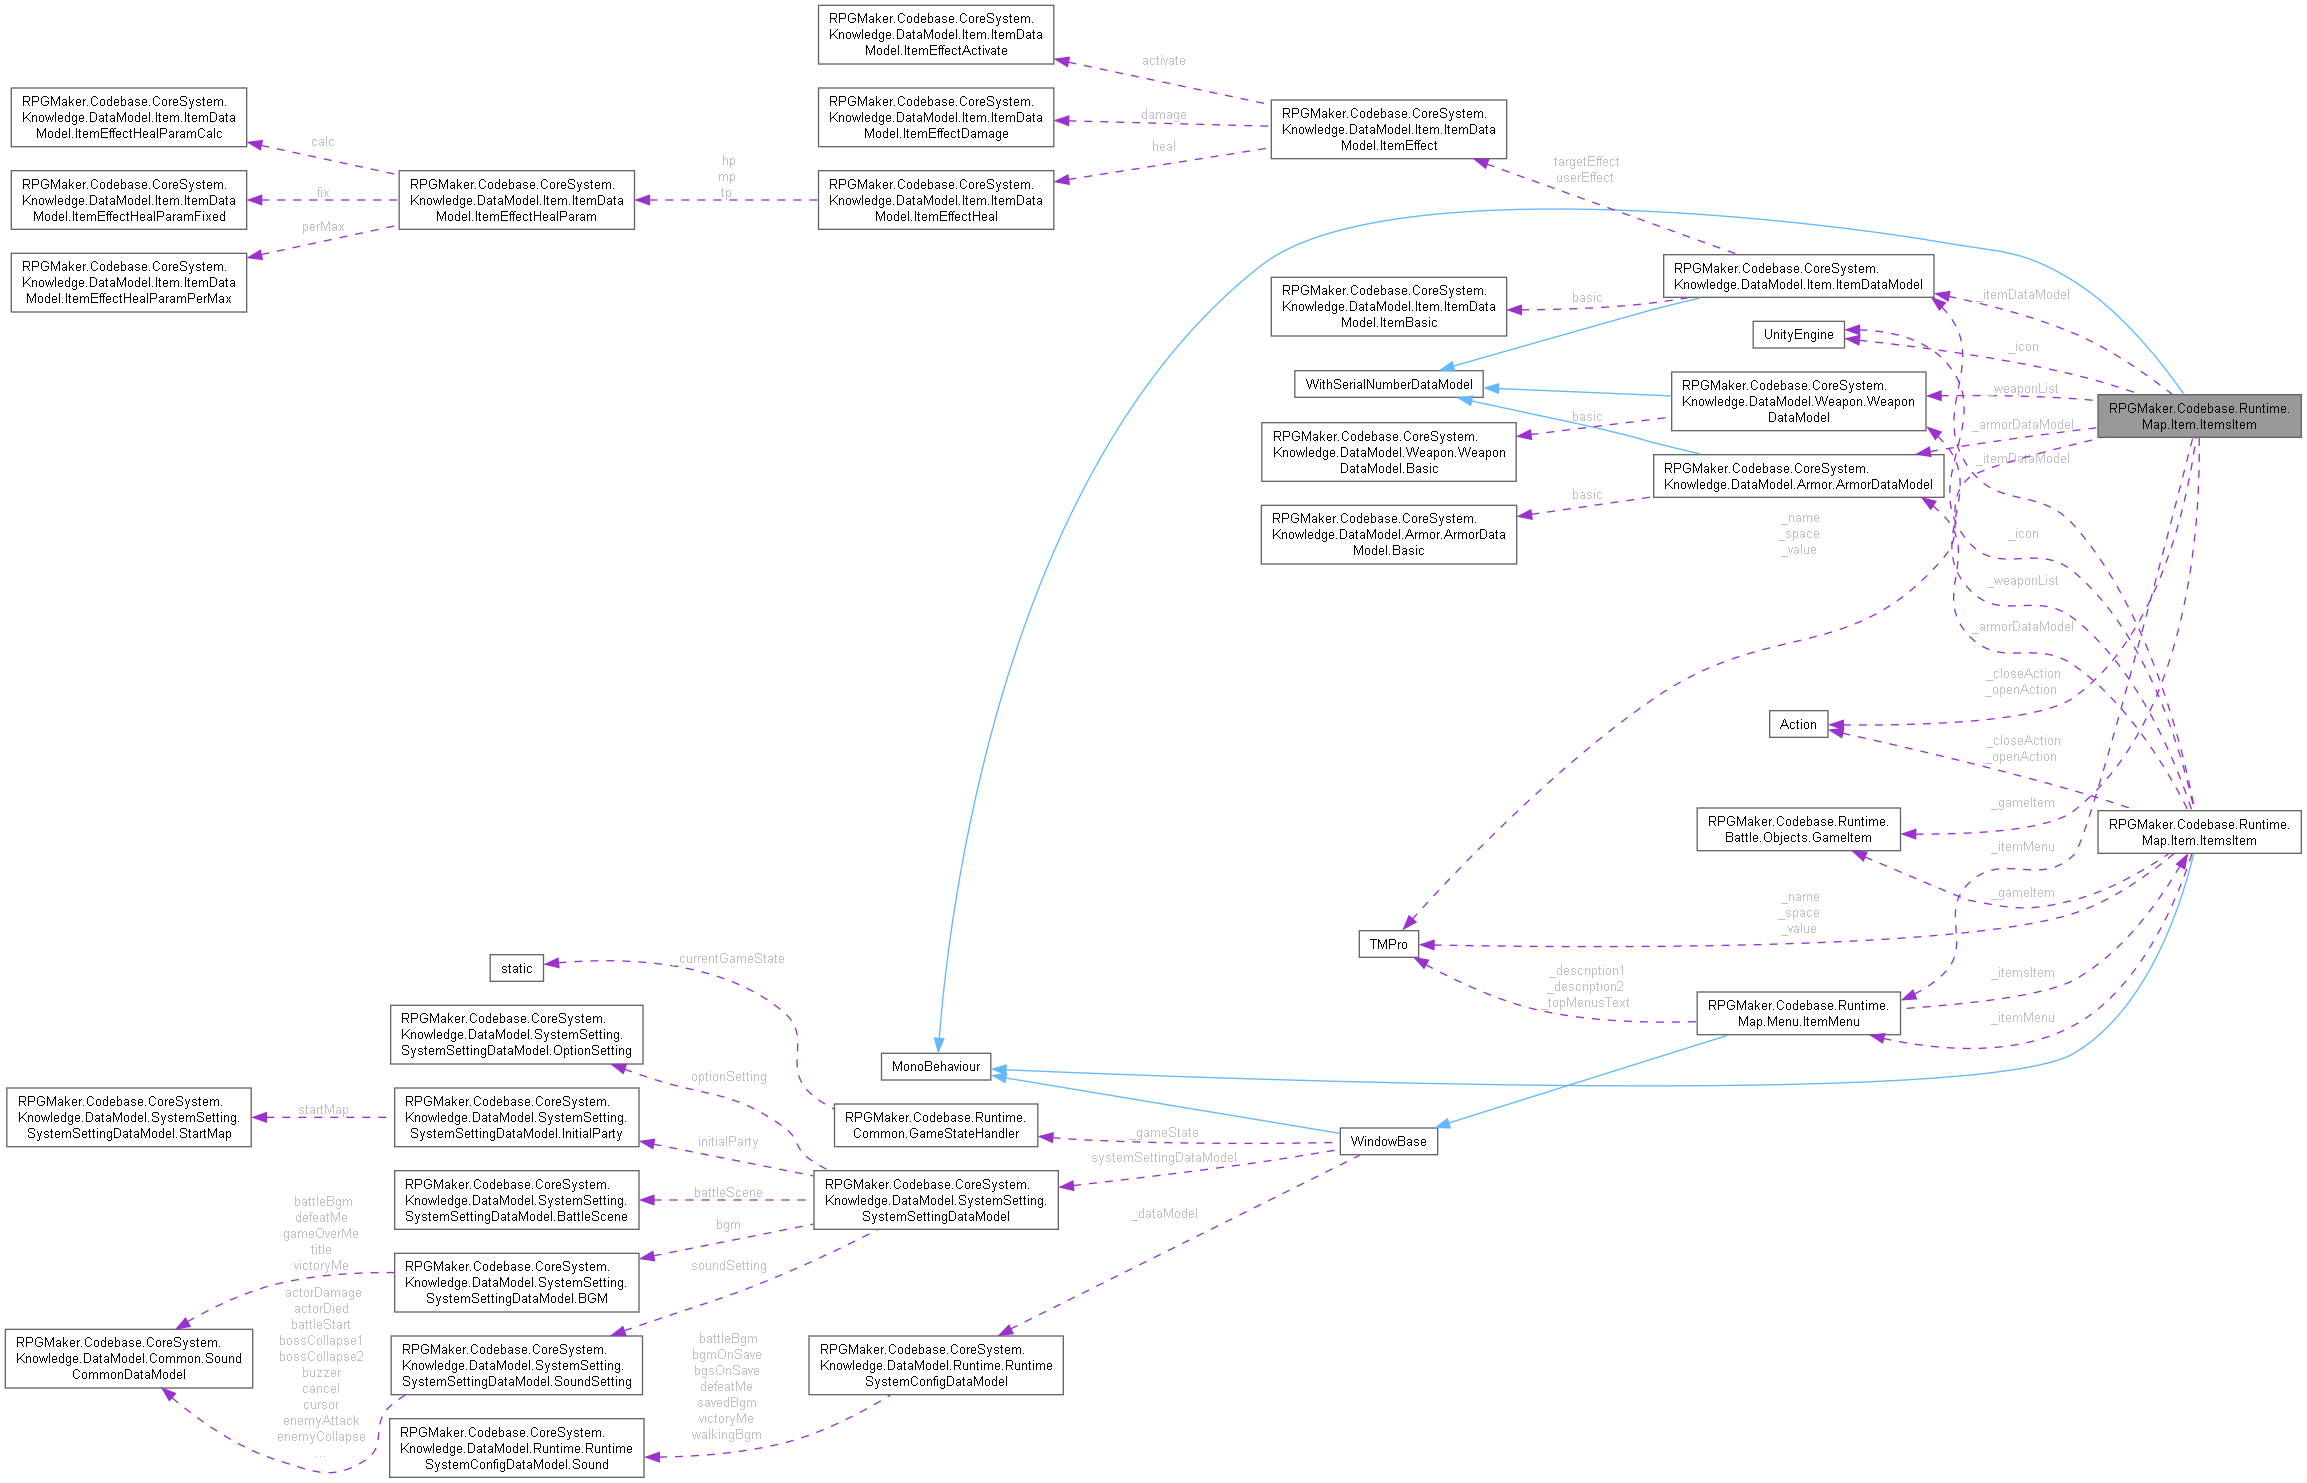 RPGMaker.Codebase.CoreSystem.
Knowledge.DataModel.Item.ItemData
Model.ItemEffectActivate
activate
RPGMaker.Codebase.CoreSystem.
Knowledge.DataModel.Item.ItemData
Model.ItemEffectHealParamCalc
calc
RPGMaker.Codebase.CoreSystem.
Knowledge.DataModel.Item.ItemData
Model.ItemEffectDamage
damage
RPGMaker.Codebase.CoreSystem.
Knowledge.DataModel.Item.ItemData
Model.ItemEffect
heal
hp
mp
tp
targetEffect
userEffect
RPGMaker.Codebase.CoreSystem.
Knowledge.DataModel.Item.ItemData
Model.ItemEffectHealParamFixed
fix
RPGMaker.Codebase.CoreSystem.
Knowledge.DataModel.Item.ItemData
Model.ItemEffectHealParam
RPGMaker.Codebase.CoreSystem.
Knowledge.DataModel.Item.ItemData
Model.ItemEffectHeal
perMax
RPGMaker.Codebase.CoreSystem.
Knowledge.DataModel.Item.ItemData
Model.ItemEffectHealParamPerMax
RPGMaker.Codebase.CoreSystem.
Knowledge.DataModel.Item.ItemDataModel
RPGMaker.Codebase.CoreSystem.
Knowledge.DataModel.Item.ItemData
Model.ItemBasic
basic
_itemDataModel
UnityEngine
_icon
WithSerialNumberDataModel
RPGMaker.Codebase.CoreSystem.
Knowledge.DataModel.Weapon.Weapon
DataModel
_weaponList
RPGMaker.Codebase.Runtime.
Map.Item.ItemsItem
basic
_armorDataModel
RPGMaker.Codebase.CoreSystem.
Knowledge.DataModel.Weapon.Weapon
DataModel.Basic
_itemDataModel
RPGMaker.Codebase.CoreSystem.
Knowledge.DataModel.Armor.ArmorDataModel
basic
RPGMaker.Codebase.CoreSystem.
Knowledge.DataModel.Armor.ArmorData
Model.Basic
_name
_space
_value
_icon
_weaponList
_armorDataModel
_closeAction
_openAction
Action
_closeAction
_openAction
_gameItem
RPGMaker.Codebase.Runtime.
Battle.Objects.GameItem
RPGMaker.Codebase.Runtime.
Map.Item.ItemsItem
_itemMenu
_gameItem
_name
_space
_value
TMPro
static
_currentGameState
_description1
_description2
_topMenusText
_itemsItem
RPGMaker.Codebase.Runtime.
Map.Menu.ItemMenu
_itemMenu
RPGMaker.Codebase.CoreSystem.
Knowledge.DataModel.SystemSetting.
SystemSettingDataModel.OptionSetting
optionSetting
MonoBehaviour
RPGMaker.Codebase.CoreSystem.
Knowledge.DataModel.SystemSetting.
SystemSettingDataModel.StartMap
startMap
RPGMaker.Codebase.CoreSystem.
Knowledge.DataModel.SystemSetting.
SystemSettingDataModel.InitialParty
initialParty
RPGMaker.Codebase.Runtime.
Common.GameStateHandler
_gameState
WindowBase
systemSettingDataModel
RPGMaker.Codebase.CoreSystem.
Knowledge.DataModel.SystemSetting.
SystemSettingDataModel.BattleScene
battleScene
RPGMaker.Codebase.CoreSystem.
Knowledge.DataModel.SystemSetting.
SystemSettingDataModel
_dataModel
bgm
battleBgm
defeatMe
gameOverMe
title
victoryMe
RPGMaker.Codebase.CoreSystem.
Knowledge.DataModel.SystemSetting.
SystemSettingDataModel.BGM
soundSetting
actorDamage
actorDied
battleStart
bossCollapse1
bossCollapse2
buzzer
cancel
cursor
enemyAttack
enemyCollapse
...
RPGMaker.Codebase.CoreSystem.
Knowledge.DataModel.Common.Sound
CommonDataModel
RPGMaker.Codebase.CoreSystem.
Knowledge.DataModel.SystemSetting.
SystemSettingDataModel.SoundSetting
battleBgm
bgmOnSave
bgsOnSave
defeatMe
savedBgm
victoryMe
walkingBgm
RPGMaker.Codebase.CoreSystem.
Knowledge.DataModel.Runtime.Runtime
SystemConfigDataModel
RPGMaker.Codebase.CoreSystem.
Knowledge.DataModel.Runtime.Runtime
SystemConfigDataModel.Sound